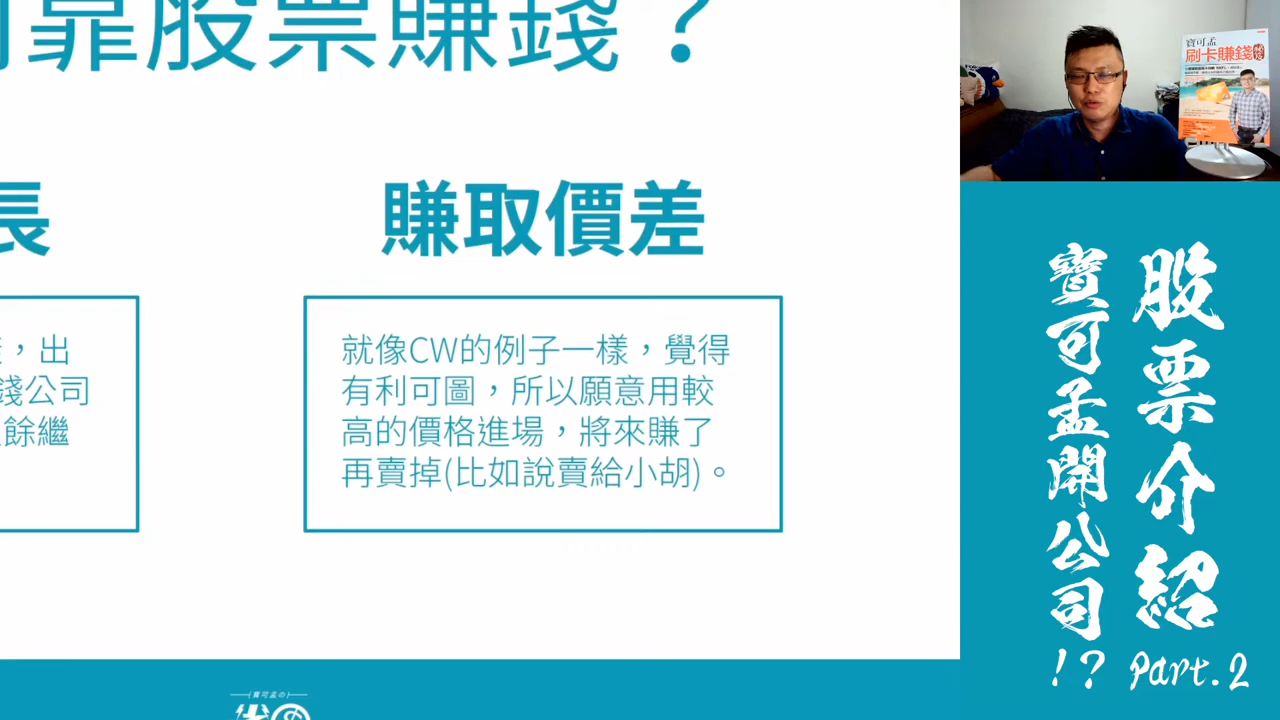 靠股票賺錢？
長
賺取價差
，出
錢公司
餘繼
就像CW的例子一樣，覺得
有利可圖，所以願意用較
高的價格進場，將來賺了
再賣掉(比如說賣給小胡)。
寶可孟
刷卡賺錢
股票介紹
Part.2
寶可孟開公司
!?
寶可孟の